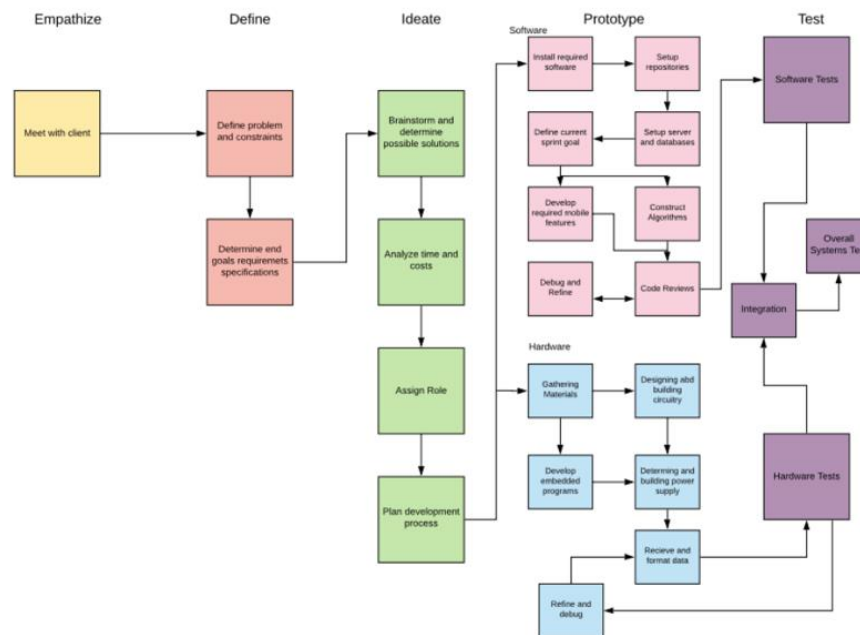 Empathize
Define
Ideate
Prototype
Test
Software
Meet with client
Define problem
and constraints
Determine end
goals requiremets
specifications
Brainstorm and
determine
possible solutions
Analyze time and
costs
Assign Role
Plan development
process
Install required
software
Setup
repositories
Define current
sprint goal
Setup server
and databases
Develop
required mobile
features
Construct
Algorithms
Debug and
Refine
Code Reviews
Hardware
Gathering
Materials
Designing abd
building
circuitry
Develop
embedded
programs
Determing and
building power
supply
Recieve and
format data
Refine and
debug
Software Tests
Overall
Systems Te
Integration
Hardware Tests